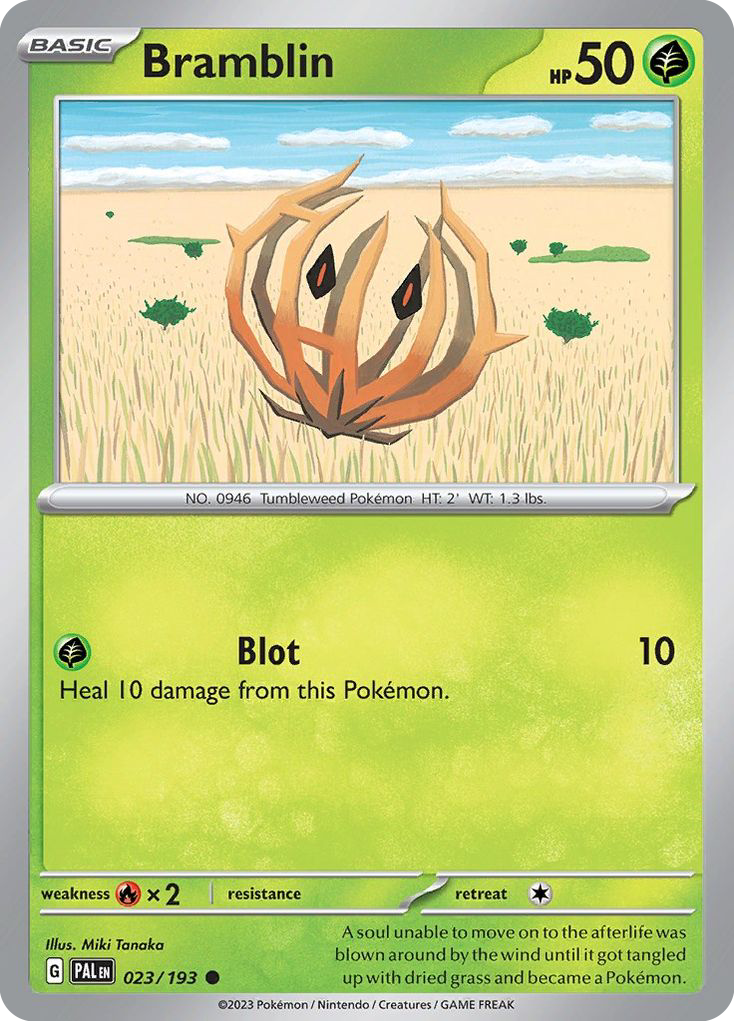 BASIC
Bramblin
HP 50
NO. 0946 Tumbleweed Pokémon HT: 2' WT: 1.3 lbs.
Blot 10
Heal 10 damage from this Pokémon.
weakness ×2 resistance retreat
A soul unable to move on to the afterlife was
blown around by the wind until it got tangled
up with dried grass and became a Pokémon.
Illus. Miki Tanaka
G PAL EN 023/193
©2023 Pokémon / Nintendo / Creatures / GAME FREAK